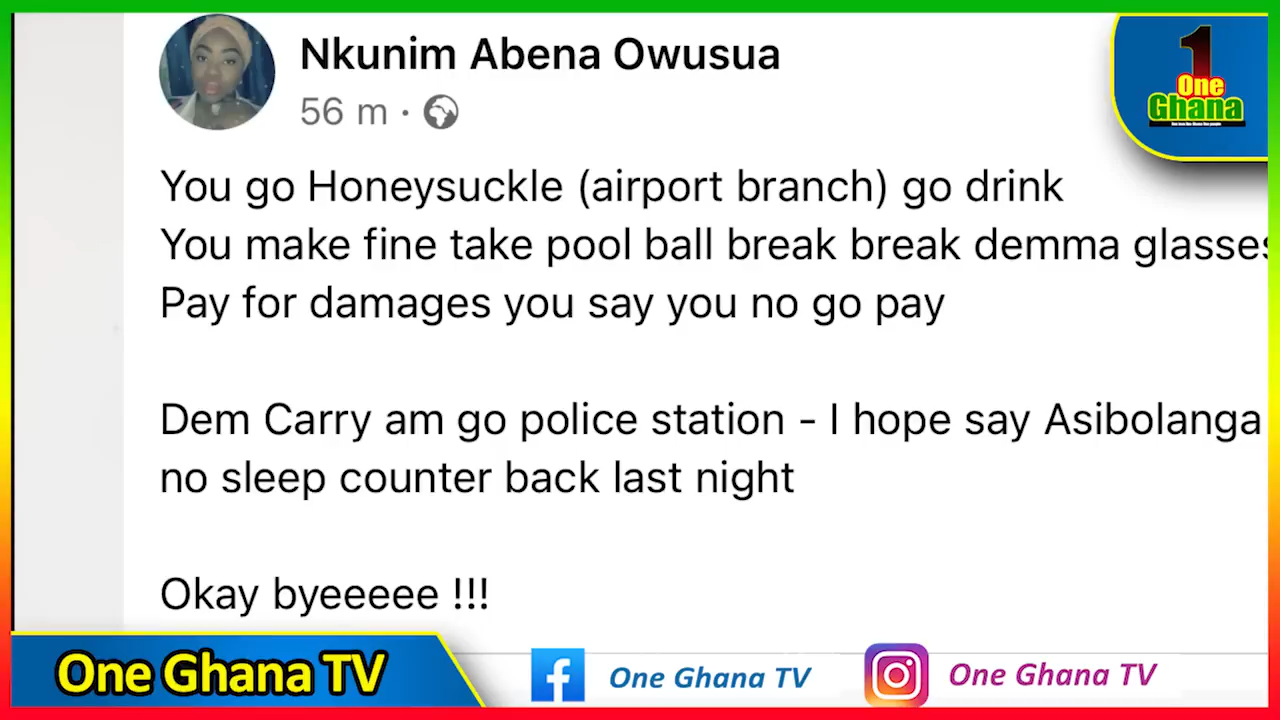 Nkunim Abena Owusua
56 m ·
1
One
Ghana
You go Honeysuckle (airport branch) go drink
You make fine take pool ball break break demma glasses
Pay for damages you say you no go pay
Dem Carry am go police station - I hope say Asibolanga
no sleep counter back last night
Okay byeeeee !!!
One Ghana TV
One Ghana TV
One Ghana TV